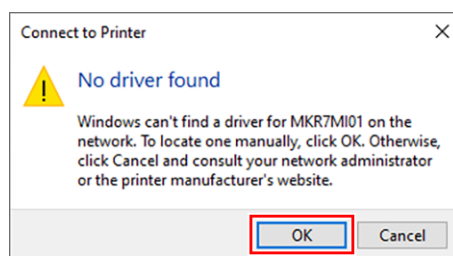 Connect to Printer
No driver found
Windows can't find a driver for MKR7MI01 on the
network. To locate one manually, click OK. Otherwise,
click Cancel and consult your network administrator
or the printer manufacturer's website.
OK Cancel